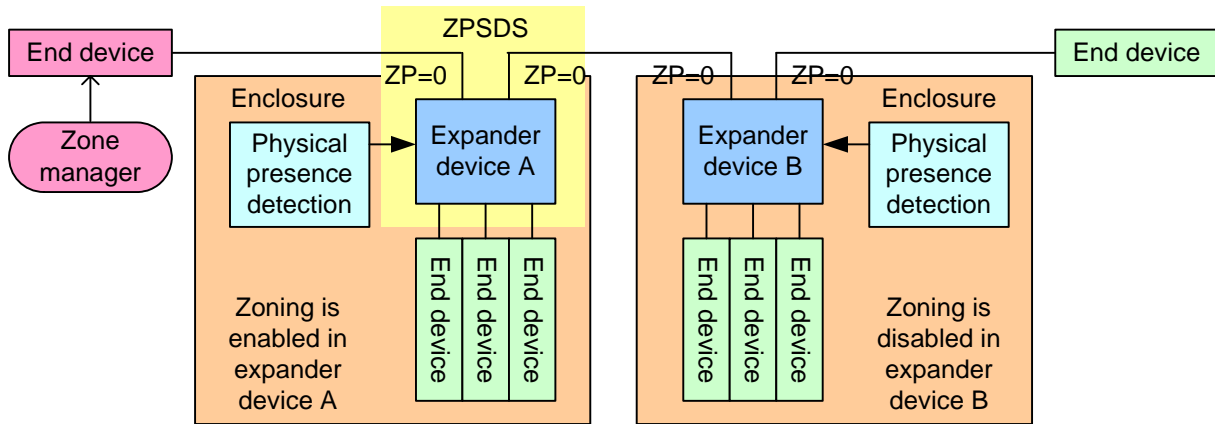 ZPSDS
End device
End device
ZP=0
ZP=0
ZP=0
ZP=0
Enclosure
Enclosure
Zone
manager
Physical
presence
detection
Expander
device A
Expander
device B
Physical
presence
detection
End device
End device
End device
End device
End device
End device
Zoning is
enabled in
expander
device A
Zoning is
disabled in
expander
device B